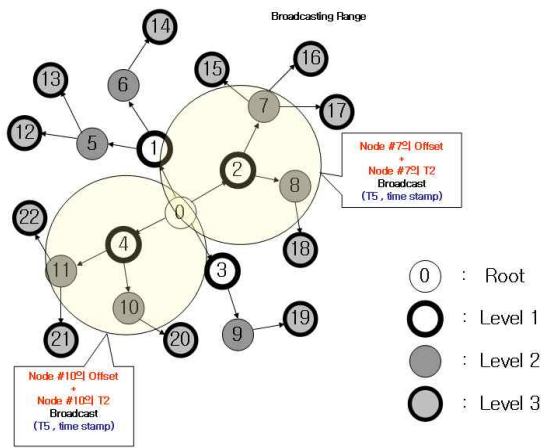 Broadcasting Range
14
16
15
13
6
7
17
12
5
1
2
Node #7의 Offset
+
Node #7의 T2
Broadcast
(T5 , time stamp)
8
22
0
4
18
11
3
0 : Root
10
19
9
: Level 1
21
20
: Level 2
Node #10의 Offset
+
Node #10의 T2
Broadcast
(T5 , time stamp)
: Level 3